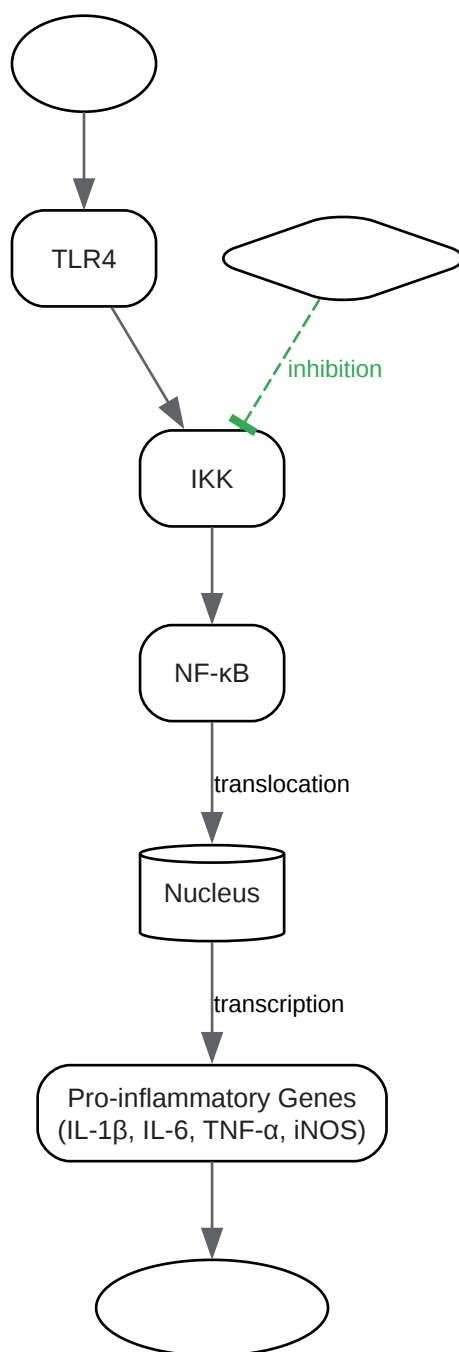 TLR4
inhibition
IKK
NF-κB
translocation
Nucleus
transcription
Pro-inflammatory Genes
(IL-1β, IL-6, TNF-α, iNOS)